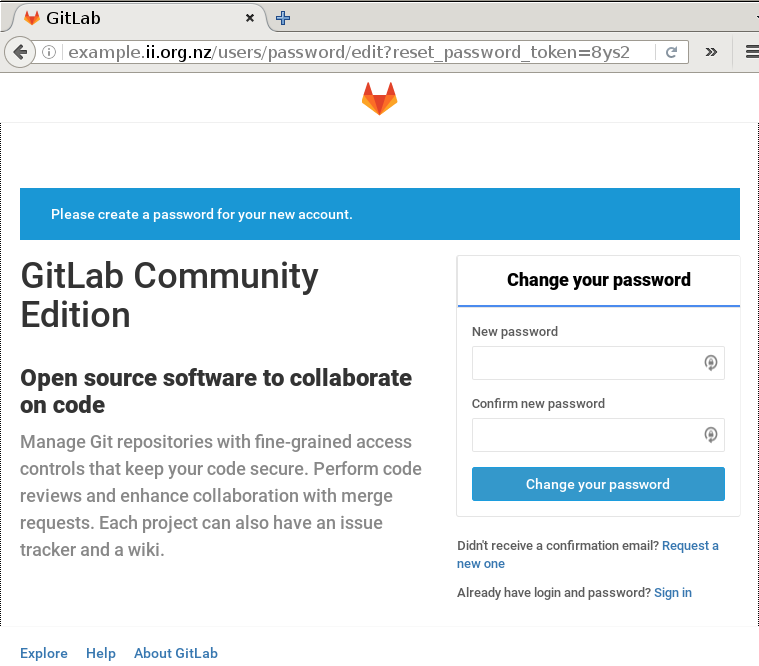 GitLab
example.ii.org.nz/users/password/edit?reset_password_token=8ys2
Please create a password for your new account.
GitLab Community
Edition
Open source software to collaborate
on code
Manage Git repositories with fine-grained access
controls that keep your code secure. Perform code
reviews and enhance collaboration with merge
requests. Each project can also have an issue
tracker and a wiki.
Change your password
New password
Confirm new password
Change your password
Didn't receive a confirmation email? Request a
new one
Already have login and password? Sign in
Explore Help About GitLab